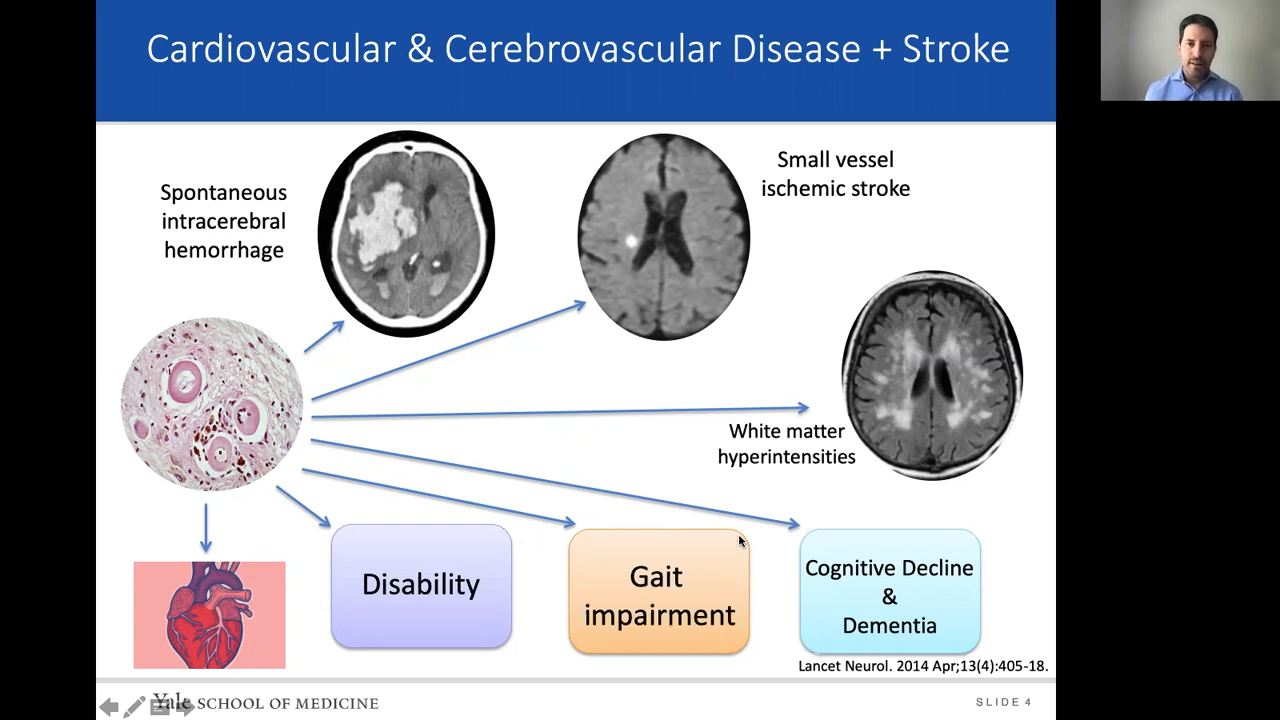 Cardiovascular & Cerebrovascular Disease + Stroke
Spontaneous
intracerebral
hemorrhage
Small vessel
ischemic stroke
White matter
hyperintensities
Disability
Gait
impairment
Cognitive Decline
&
Dementia
Lancet Neurol. 2014 Apr;13(4):405-18.
Yale SCHOOL OF MEDICINE
SLIDE 4